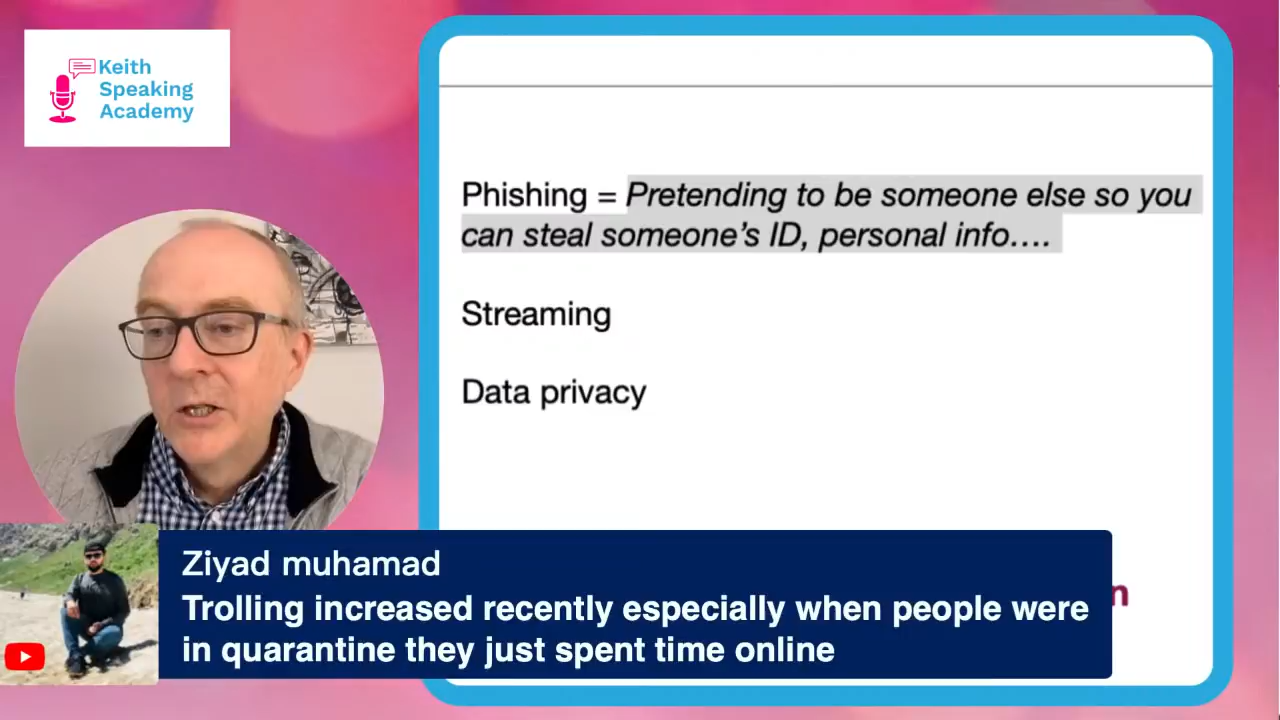 Keith
Speaking
Academy
Phishing = Pretending to be someone else so you
can steal someone's ID, personal info….
Streaming
Data privacy
Ziyad muhamad
Trolling increased recently especially when people were
in quarantine they just spent time online